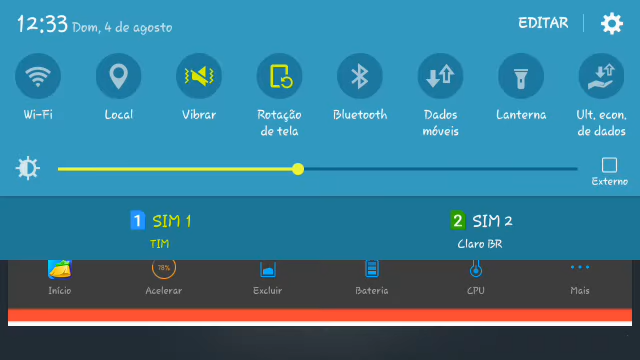 12:33 Dom, 4 de agosto
EDITAR
Wi-Fi
Local
Vibrar
Rotação
de tela
Bluetooth
Dados
móveis
Lanterna
Ult. econ.
de dados
Externo
1 SIM 1
TIM
2 SIM 2
Claro BR
78%
Início
Acelerar
Excluir
Bateria
CPU
Mais